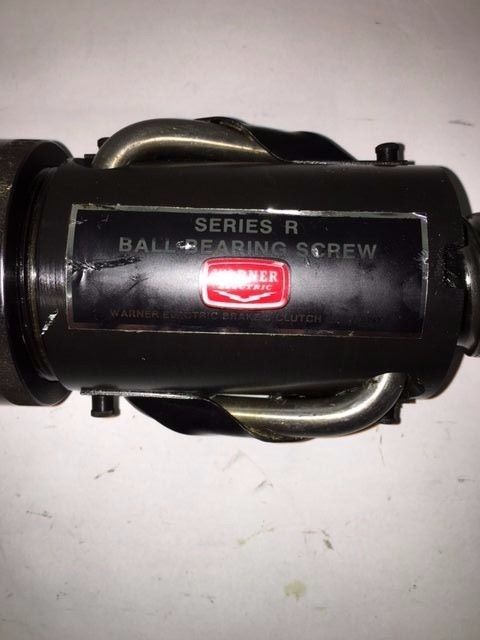 SERIES R
BALL BEARING SCREW
WARNER
ELECTRIC
WARNER ELECTRIC BRAKE & CLUTCH